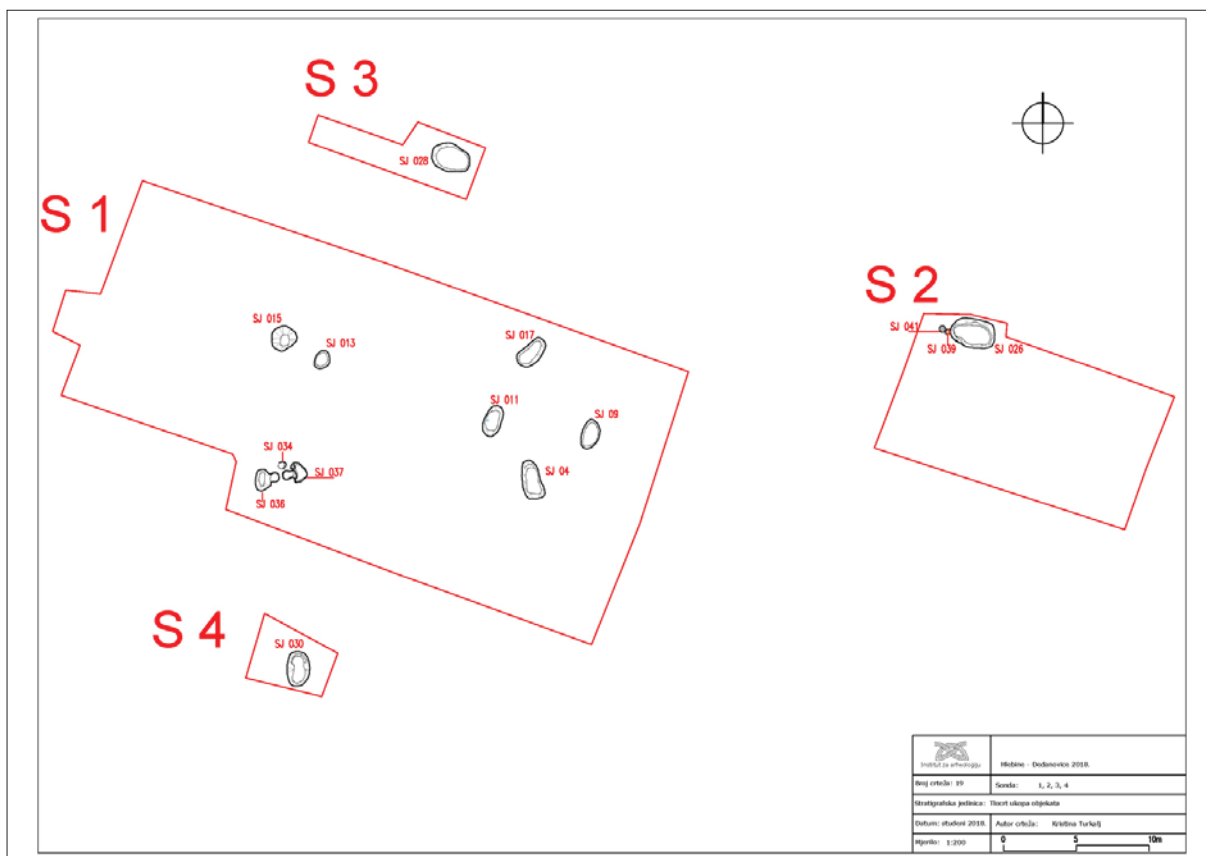 S 3
SJ 028
S 1
S 2
SJ 015
SJ 013
SJ 017
SJ 041
SJ 039
SJ 026
SJ 011
SJ 09
SJ 034
SJ 037
SJ 04
SJ 036
S 4
SJ 030
Institut za arheologiju
Hlebine - Dedanovice 2018.
Broj crteža: 19
Sonda: 1, 2, 3, 4
Stratigrafska jedinica: Tlocrt ukopa objekata
Datum: studeni 2018.
Autor crteža: Kristina Turkalj
Mjerilo: 1:200
0 5 10m